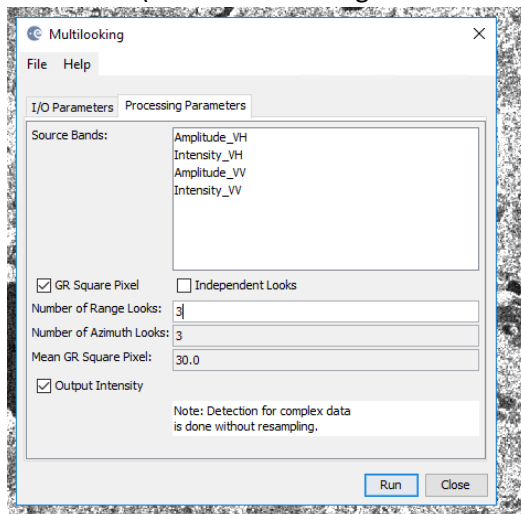 Multilooking
File Help
I/O Parameters Processing Parameters
Source Bands:
Amplitude_VH
Intensity_VH
Amplitude_VV
Intensity_VV
GR Square Pixel
Independent Looks
Number of Range Looks: 3
Number of Azimuth Looks: 3
Mean GR Square Pixel: 30.0
Output Intensity
Note: Detection for complex data
is done without resampling.
Run Close